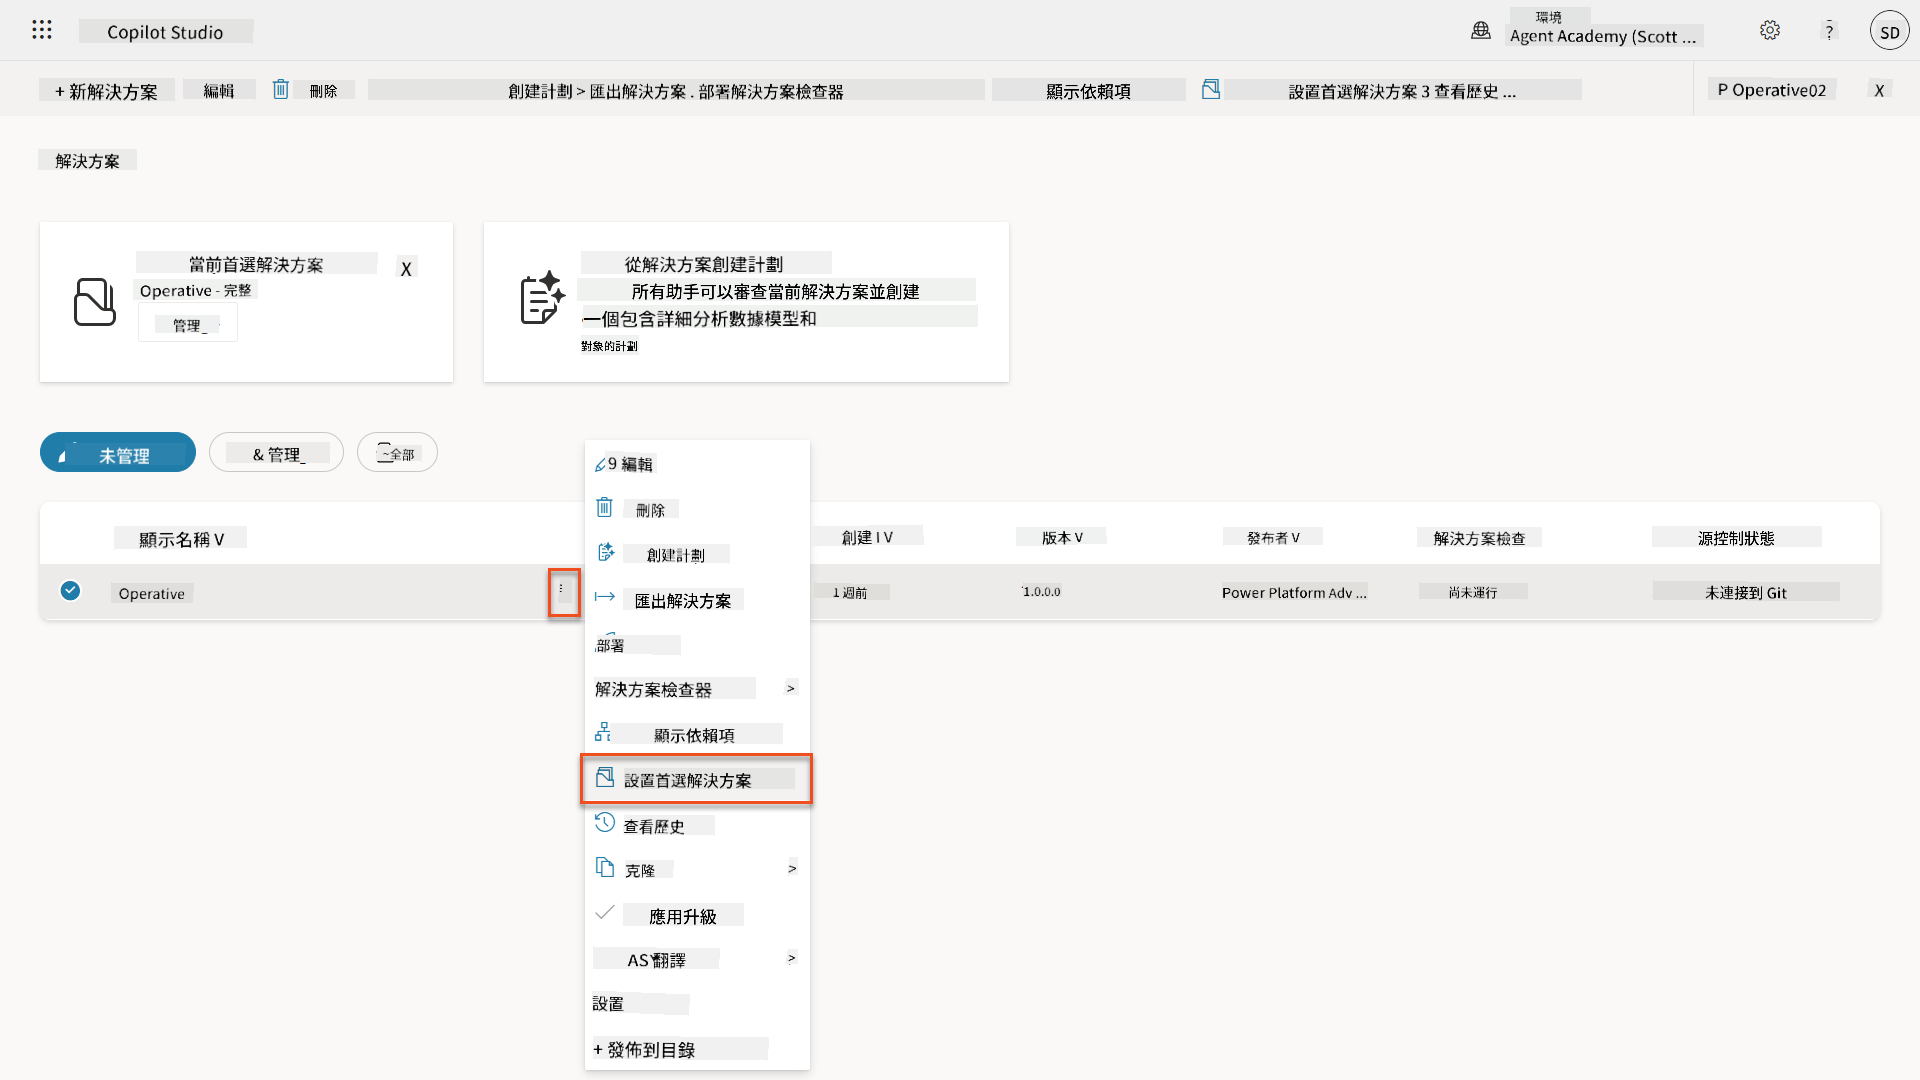 Copilot Studio
環境
Agent Academy (Scott ...
?
SD
+ 新解決方案
編輯
刪除
創建計劃 > 匯出解決方案 . 部署解決方案檢查器
顯示依賴項
設置首選解決方案 3 查看歷史 ...
P Operative02
X
解決方案
當前首選解決方案
X
Operative - 完整
管理_
從解決方案創建計劃
所有助手可以審查當前解決方案並創建
一個包含詳細分析數據模型和
對象的計劃
未管理
& 管理_
~全部
9 編輯
刪除
創建計劃
匯出解決方案
部署
解決方案檢查器 >
顯示依賴項
設置首選解決方案
查看歷史
克隆 >
應用升級
AS翻譯 >
設置
+ 發佈到目錄
顯示名稱 V
創建 I V
版本 V
發布者 V
解決方案檢查
源控制狀態
Operative
1 週前
1.0.0.0
Power Platform Adv ...
尚未運行
未連接到 Git